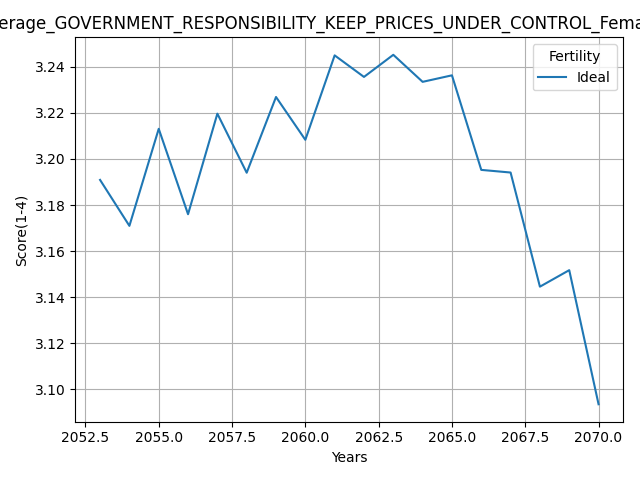 erage_GOVERNMENT_RESPONSIBILITY_KEEP_PRICES_UNDER_CONTROL_Fema
Fertility
Ideal
3.24
3.22
3.20
3.18
3.16
3.14
3.12
3.10
Score(1-4)
2052.5 2055.0 2057.5 2060.0 2062.5 2065.0 2067.5 2070.0
Years